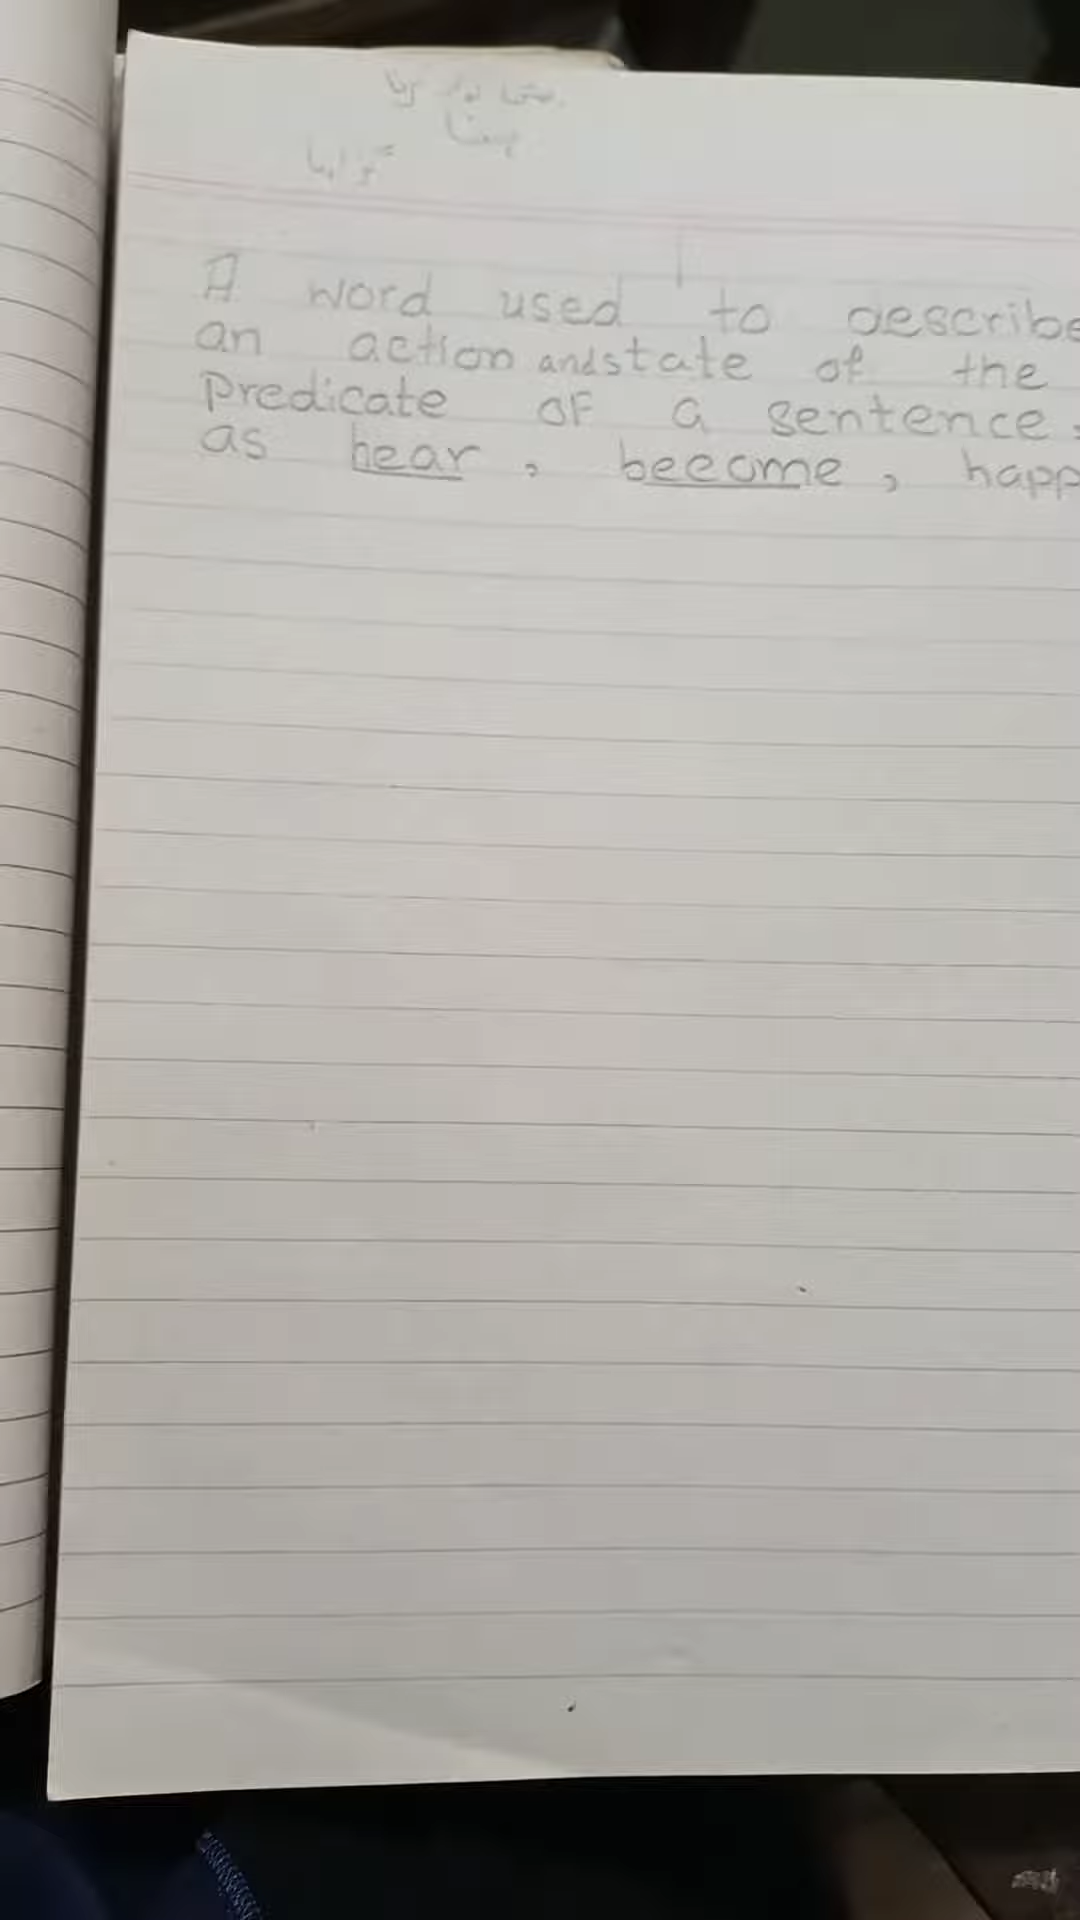 A word used to describe
an action and state of the
Predicate OF a sentence,
as hear, become, happ